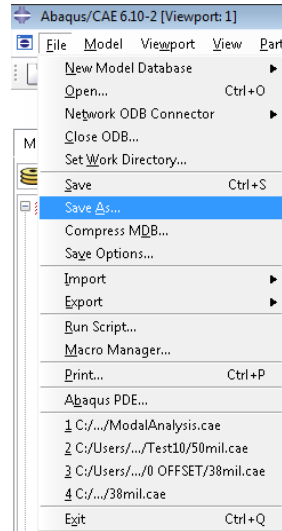 Abaqus/CAE 6.10-2 [Viewport: 1]
File Model Viewport View Part
New Model Database
Open... Ctrl+O
Network ODB Connector
Close ODB...
Set Work Directory...
Save Ctrl+S
Save As...
Compress MDB...
Save Options...
Import
Export
Run Script...
Macro Manager...
Print... Ctrl+P
Abaqus PDE...
1 C:/.../ModalAnalysis.cae
2 C:/Users/.../Test10/50mil.cae
3 C:/Users/.../0 OFFSET/38mil.cae
4 C:/.../38mil.cae
Exit Ctrl+Q